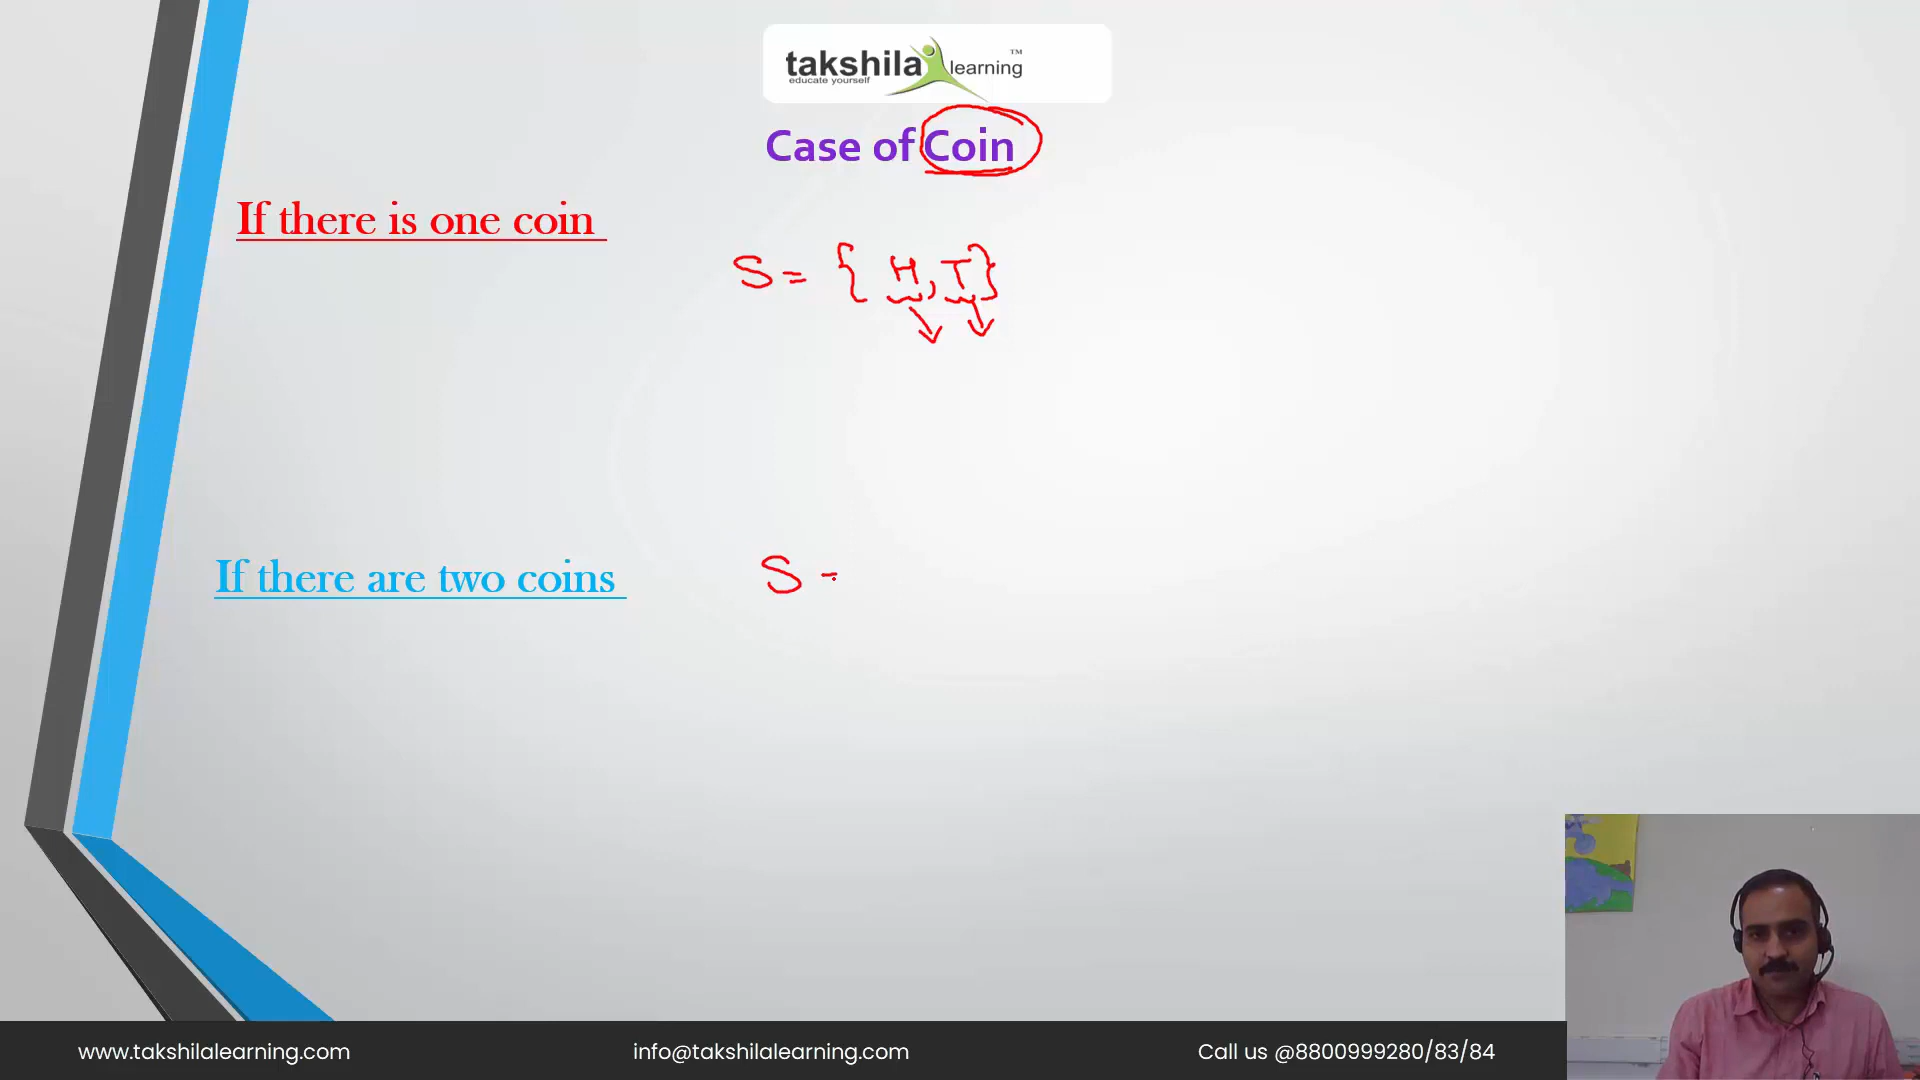 takshila learning ™
educate yourself
Case of Coin
If there is one coin
S = { H, T }
If there are two coins
S =
www.takshilalearning.com
info@takshilalearning.com
Call us @8800999280/83/84